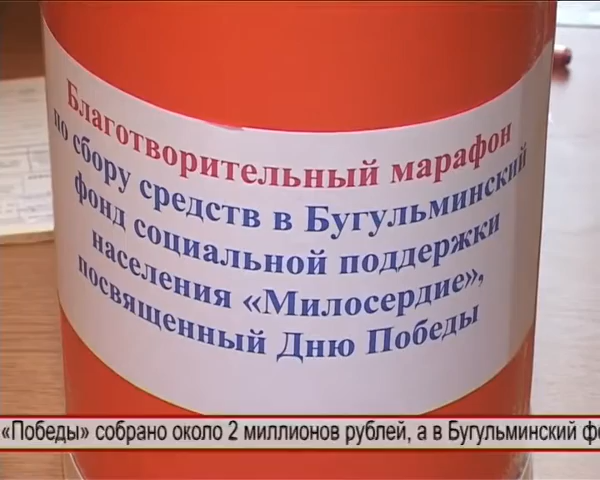 Благотворительный марафон
по сбору средств в Бугульминский
фонд социальной поддержки
населения «Милосердие»,
посвященный Дню Победы
«Победы» собрано около 2 миллионов рублей, а в Бугульминский